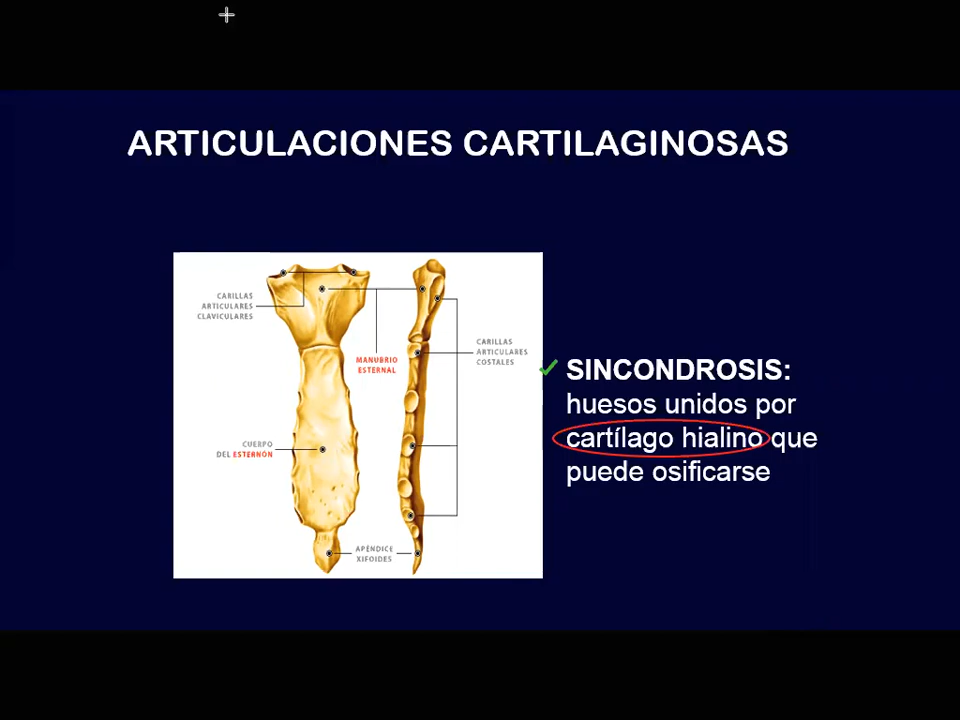 ARTICULACIONES CARTILAGINOSAS
CARILLAS
ARTICULARES
CLAVICULARES
MANUBRIO
ESTERNAL
CARILLAS
ARTICULARES
COSTALES
CUERPO
DEL ESTERNÓN
APÉNDICE
XIFOIDES
SINCONDROSIS:
huesos unidos por
cartílago hialino que
puede osificarse